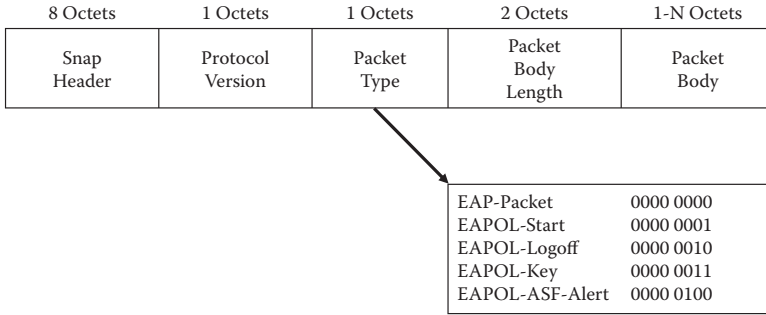 8 Octets 1 Octets 1 Octets 2 Octets 1-N Octets
Snap Header Protocol Version Packet Type Packet Body Length Packet Body
EAP-Packet 0000 0000
EAPOL-Start 0000 0001
EAPOL-Logoff 0000 0010
EAPOL-Key 0000 0011
EAPOL-ASF-Alert 0000 0100